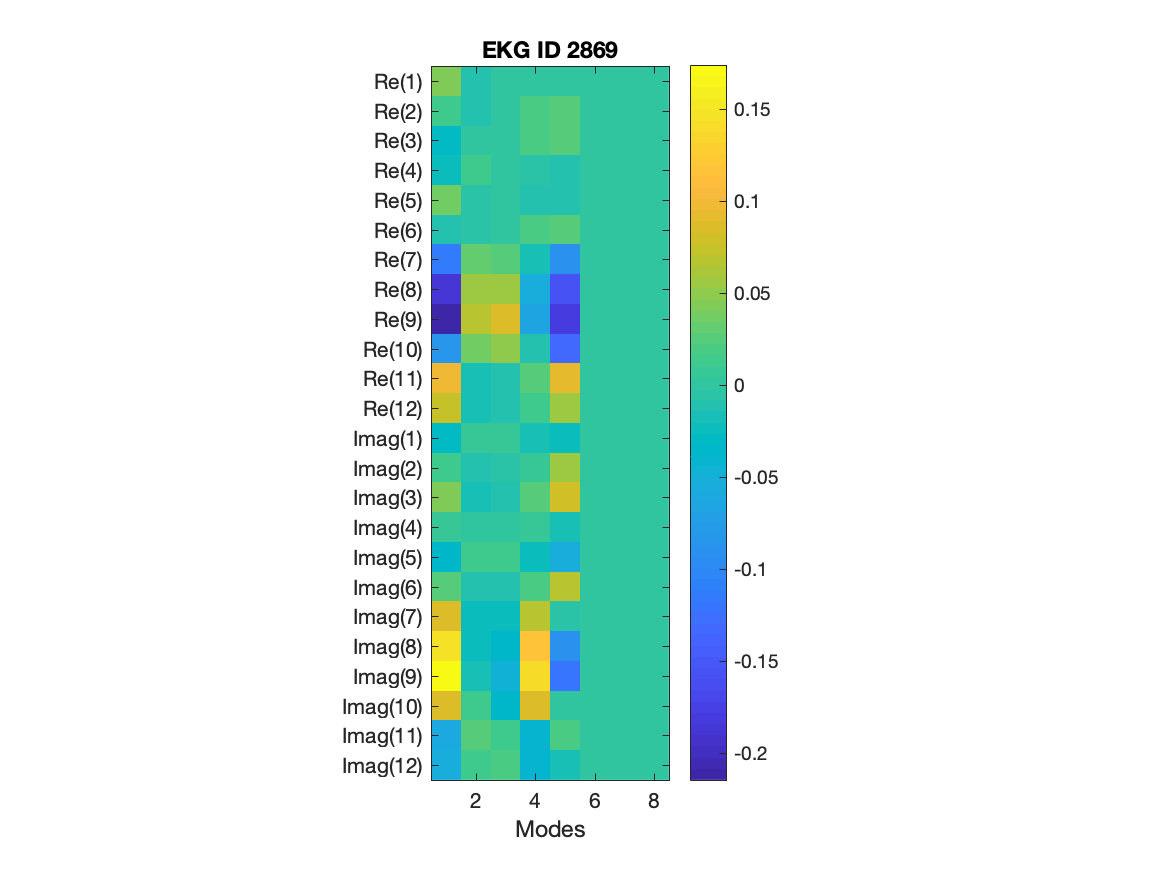 EKG ID 2869
Re(1)
Re(2)
Re(3)
Re(4)
Re(5)
Re(6)
Re(7)
Re(8)
Re(9)
Re(10)
Re(11)
Re(12)
Imag(1)
Imag(2)
Imag(3)
Imag(4)
Imag(5)
Imag(6)
Imag(7)
Imag(8)
Imag(9)
Imag(10)
Imag(11)
Imag(12)
2 4 6 8
Modes
0.15
0.1
0.05
0
-0.05
-0.1
-0.15
-0.2